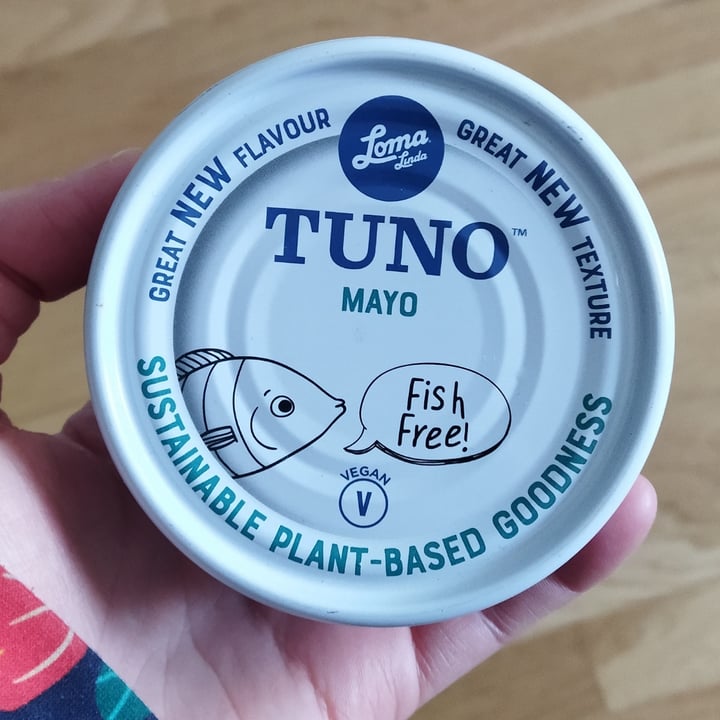 GREAT NEW FLAVOUR
Loma
Linda
GREAT NEW TEXTURE
TUNO™
MAYO
Fish
Free!
VEGAN
V
SUSTAINABLE PLANT-BASED GOODNESS